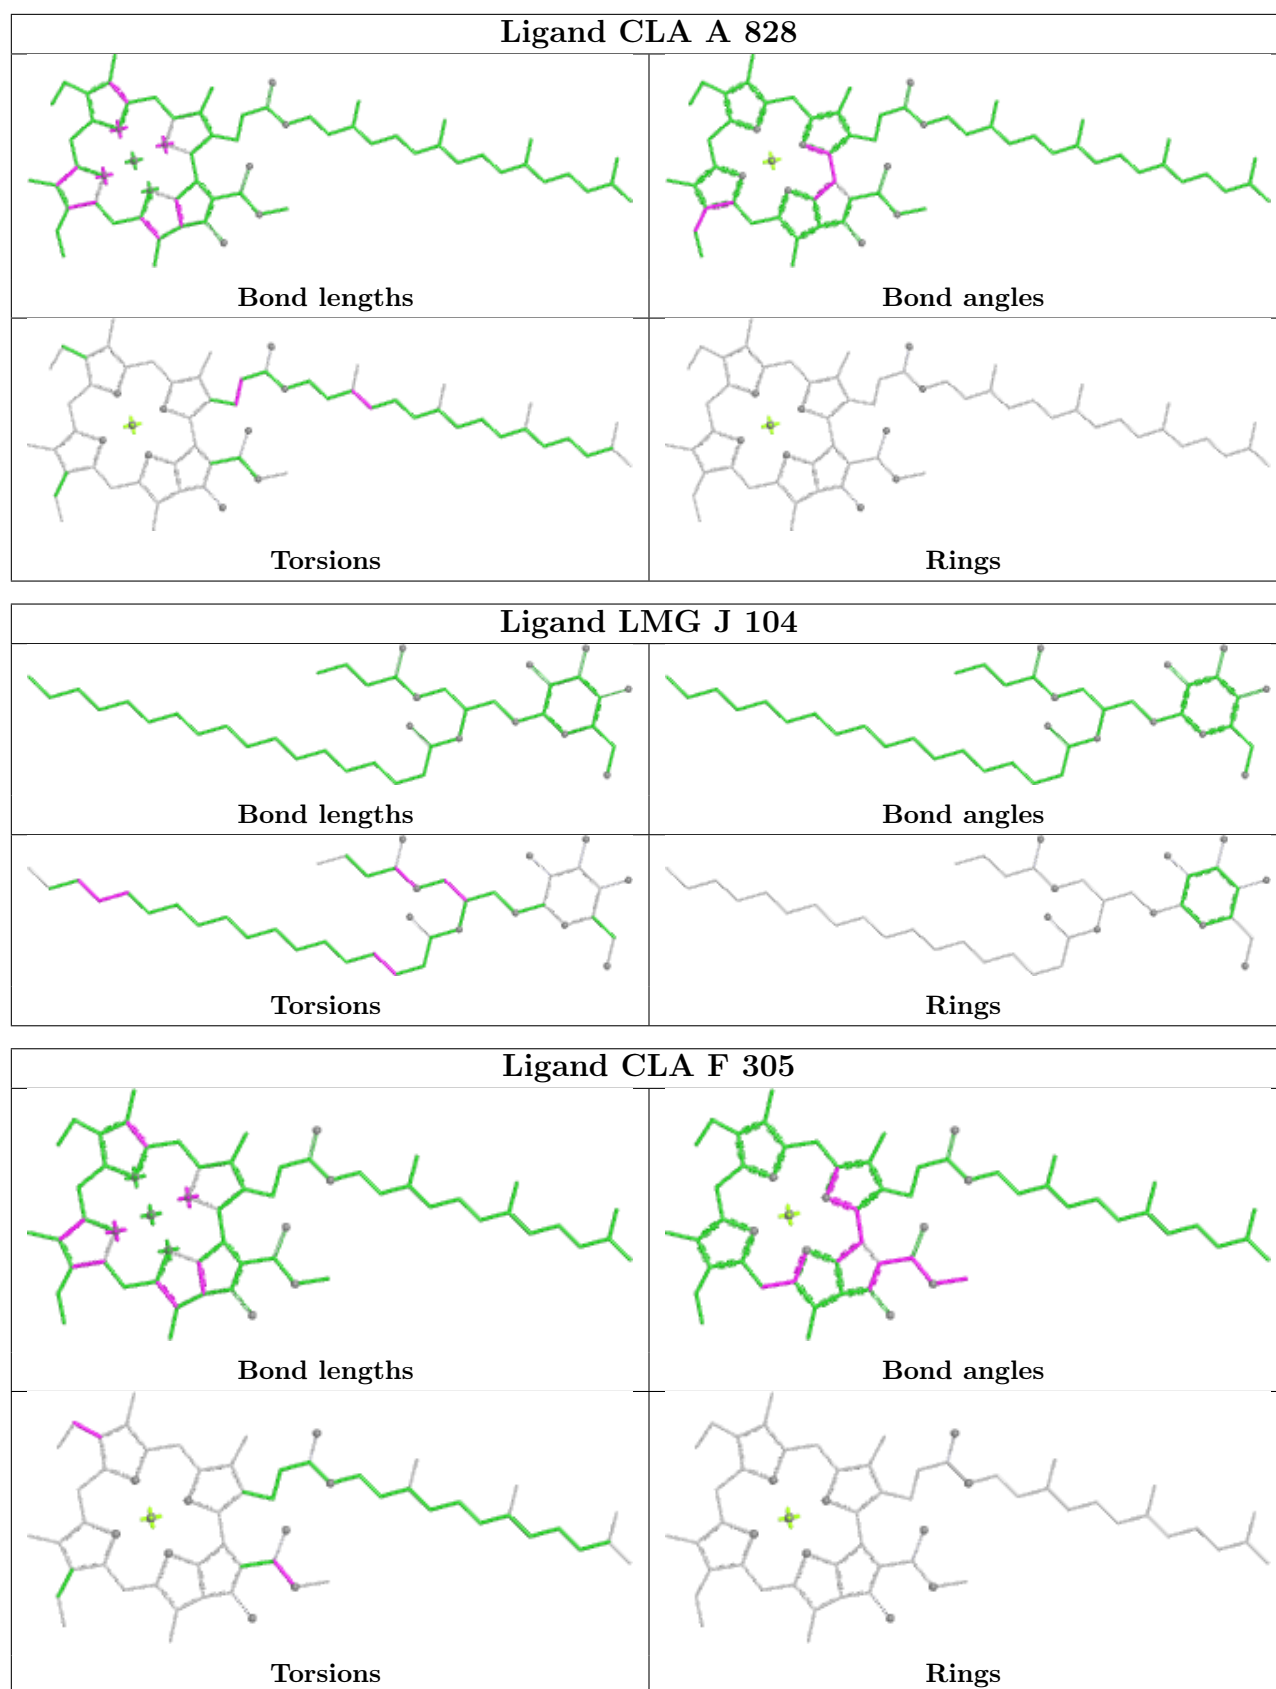 Ligand CLA A 828
Bond lengths
Bond angles
Torsions
Rings
Ligand LMG J 104
Bond lengths
Bond angles
Torsions
Rings
Ligand CLA F 305
Bond lengths
Bond angles
Torsions
Rings